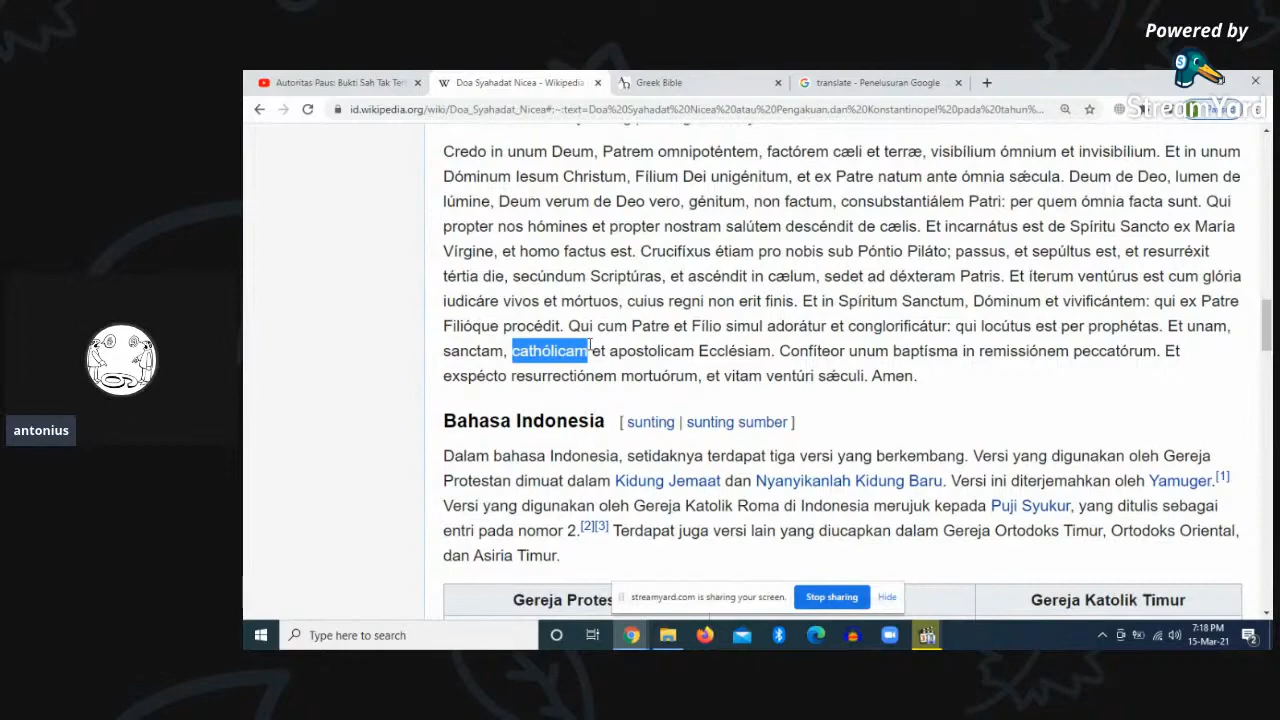 Powered by
StreamYard
Autoritas Paus: Bukti Sah Tak Ter
Doa Syahadat Nicea - Wikipedia
Greek Bible
translate - Penelusuran Google
id.wikipedia.org/wiki/Doa_Syahadat_Nicea#:~:text=Doa%20Syahadat%20Nicea%20atau%20Pengakuan,dan%20Konstantinopel%20pada%20tahun%...
Credo in unum Deum, Patrem omnipoténtem, factórem cæli et terræ, visibílium ómnium et invisibilium. Et in unum
Dóminum Iesum Christum, Fílium Dei unigénitum, et ex Patre natum ante ómnia sǽcula. Deum de Deo, lumen de
lúmine, Deum verum de Deo vero, génitum, non factum, consubstantiálem Patri: per quem ómnia facta sunt. Qui
propter nos hómines et propter nostram salútem descéndit de cælis. Et incarnátus est de Spíritu Sancto ex María
Vírgine, et homo factus est. Crucifíxus étiam pro nobis sub Póntio Piláto; passus, et sepúltus est, et resurréxit
tértia die, secúndum Scriptúras, et ascéndit in cælum, sedet ad déxteram Patris. Et íterum ventúrus est cum glória
iudicáre vivos et mórtuos, cuius regni non erit finis. Et in Spíritum Sanctum, Dóminum et vivificántem: qui ex Patre
Filióque procédit. Qui cum Patre et Fílio simul adorátur et conglorificátur: qui locútus est per prophétas. Et unam,
sanctam, cathólicam et apostolicam Ecclésiam. Confíteor unum baptísma in remissiónem peccatórum. Et
exspécto resurrectiónem mortuórum, et vitam ventúri sǽculi. Amen.
Bahasa Indonesia [ sunting | sunting sumber ]
Dalam bahasa Indonesia, setidaknya terdapat tiga versi yang berkembang. Versi yang digunakan oleh Gereja
Protestan dimuat dalam Kidung Jemaat dan Nyanyikanlah Kidung Baru. Versi ini diterjemahkan oleh Yamuger.[1]
Versi yang digunakan oleh Gereja Katolik Roma di Indonesia merujuk kepada Puji Syukur, yang ditulis sebagai
entri pada nomor 2.[2][3] Terdapat juga versi lain yang diucapkan dalam Gereja Ortodoks Timur, Ortodoks Oriental,
dan Asiria Timur.
Gereja Protes
Gereja Katolik Timur
streamyard.com is sharing your screen.
Stop sharing
Hide
antonius
Type here to search
7:18 PM
15-Mar-21
2